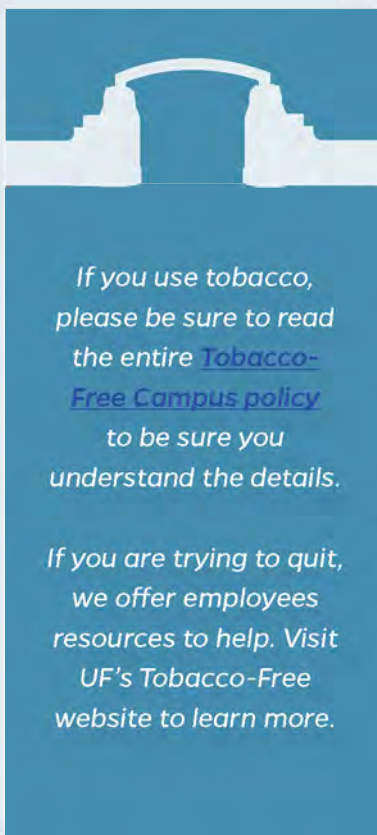 If you use tobacco,
please be sure to read
the entire Tobacco-
Free Campus policy
to be sure you
understand the details.
If you are trying to quit,
we offer employees
resources to help. Visit
UF's Tobacco-Free
website to learn more.